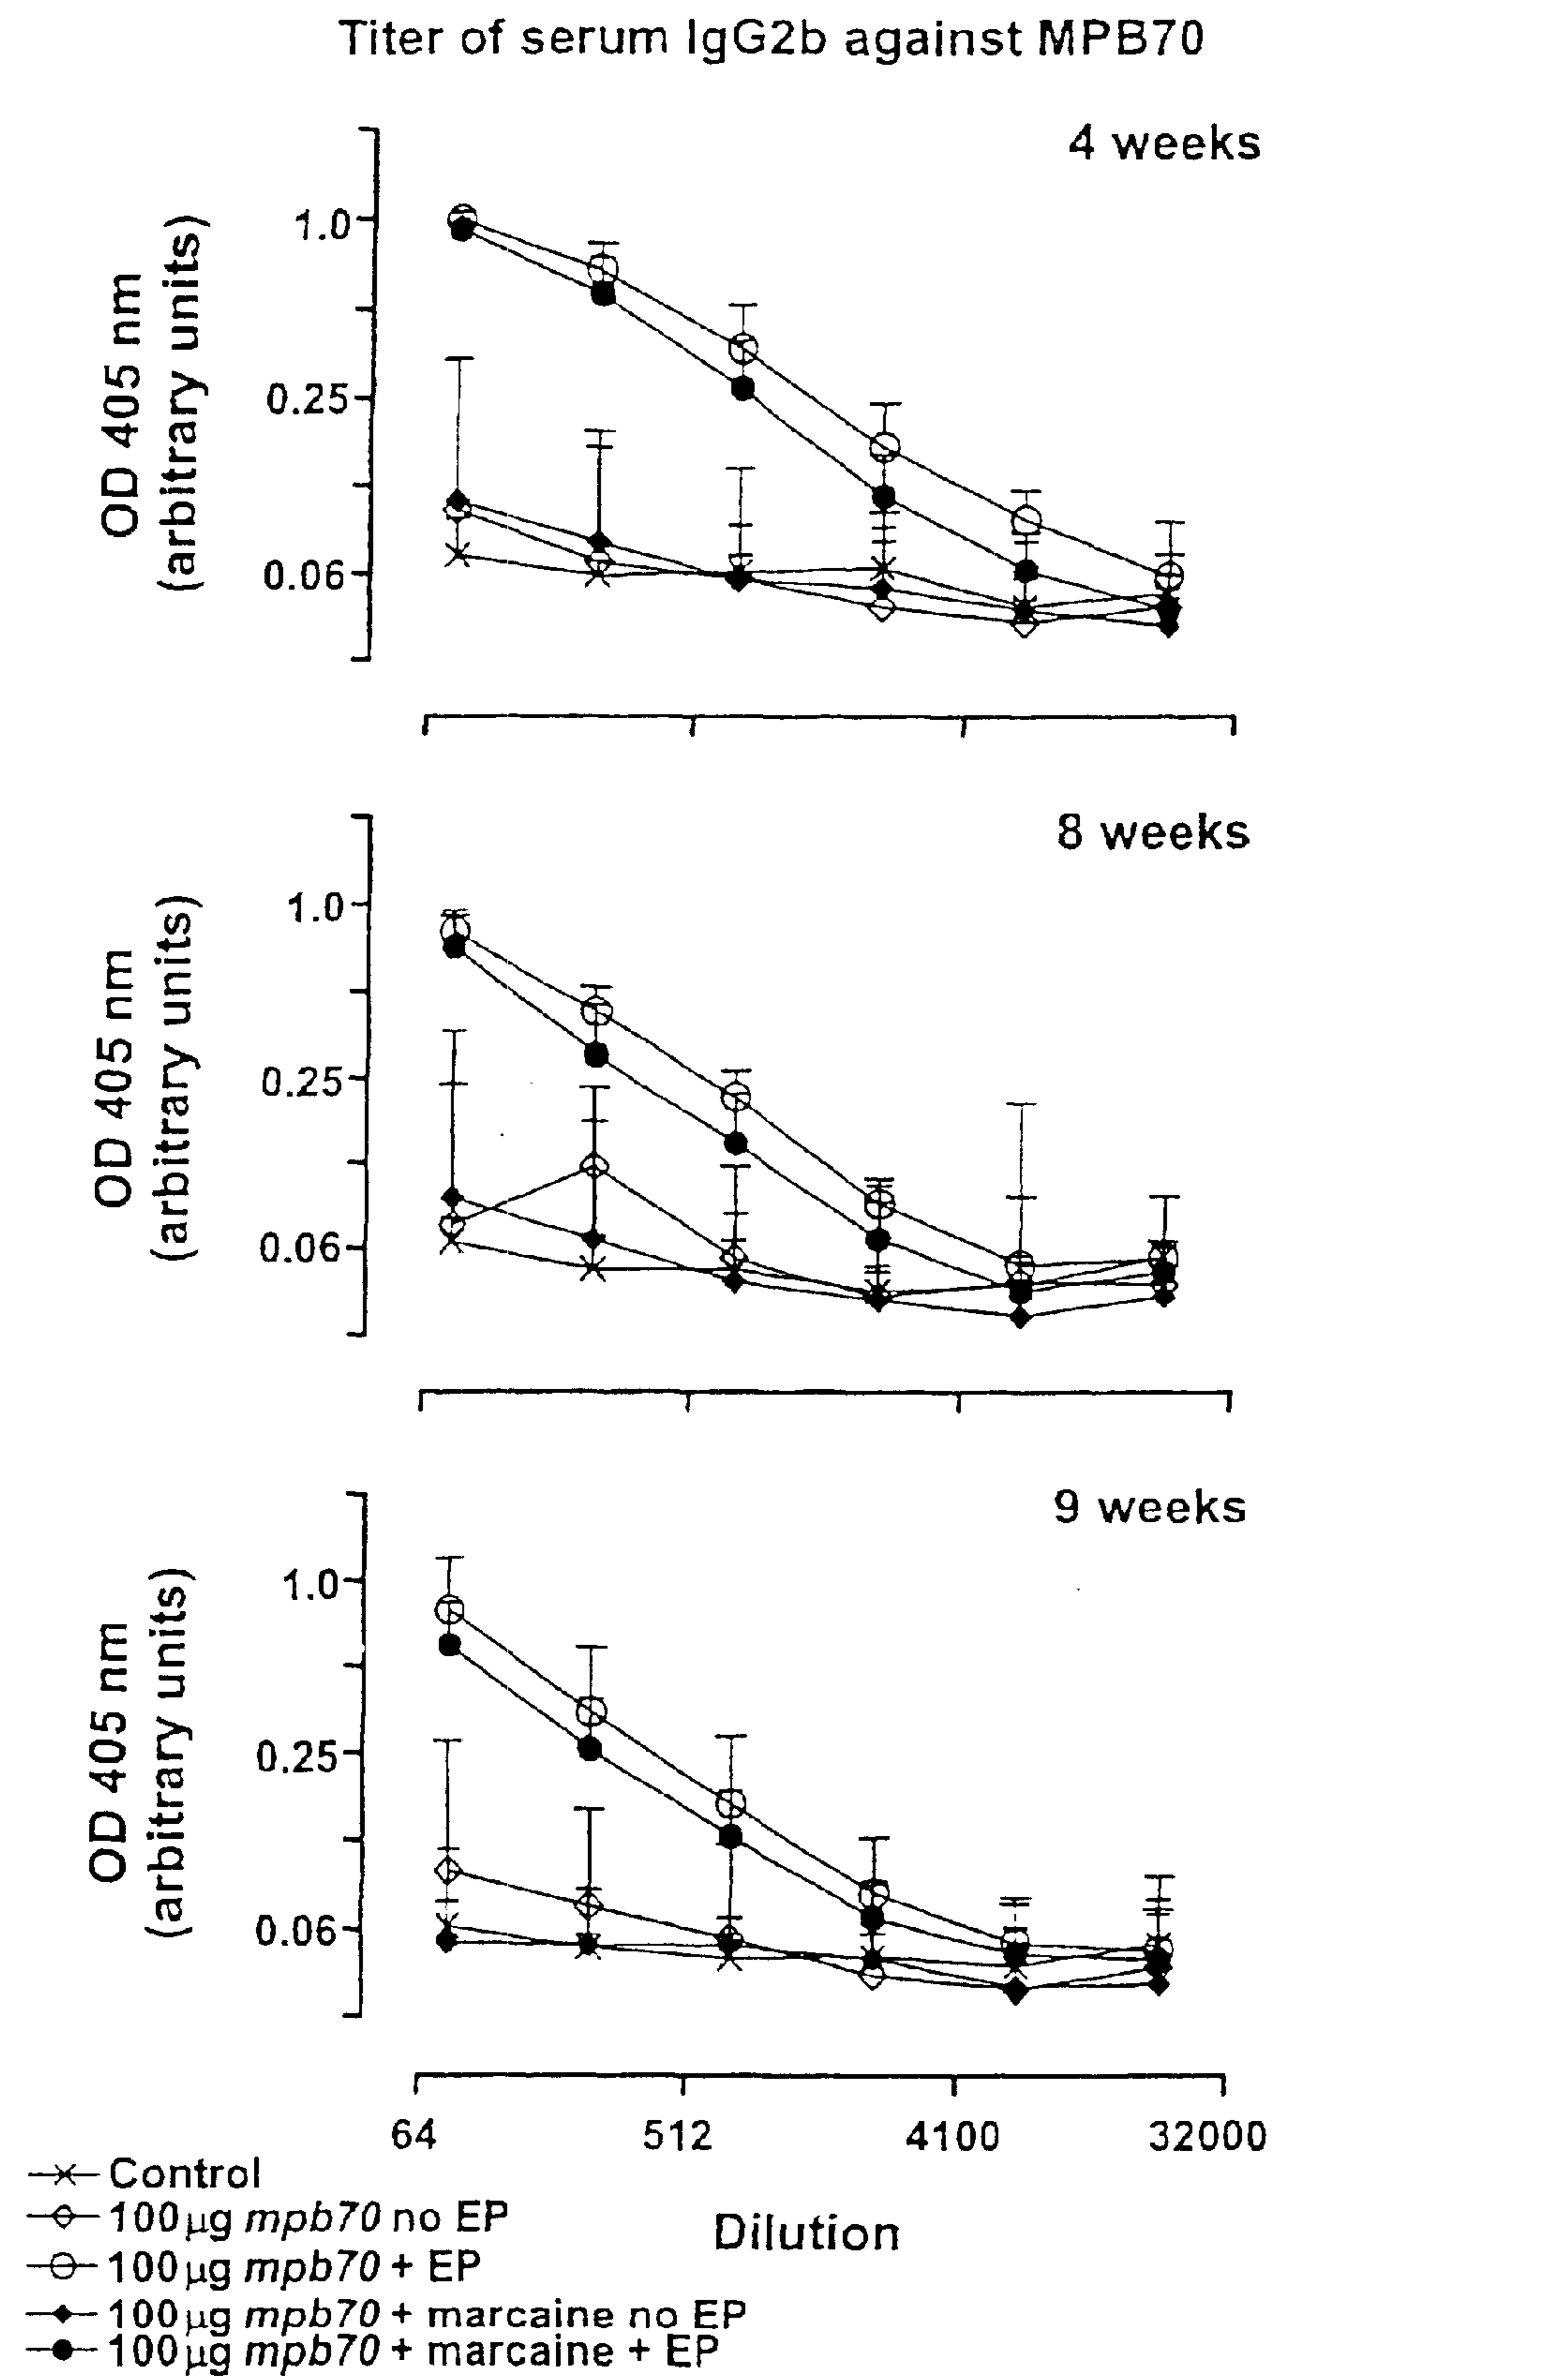 Titer of serum IgG2b against MPB70
4 weeks
OD 405 nm
(arbitrary units)
1.0
0.25
0.06
8 weeks
OD 405 nm
(arbitrary units)
1.0
0.25
0.06
9 weeks
OD 405 nm
(arbitrary units)
1.0
0.25
0.06
64 512 4100 32000
Dilution
Control
100µg mpb70 no EP
100µg mpb70 + EP
100µg mpb70 + marcaine no EP
100µg mpb70 + marcaine + EP